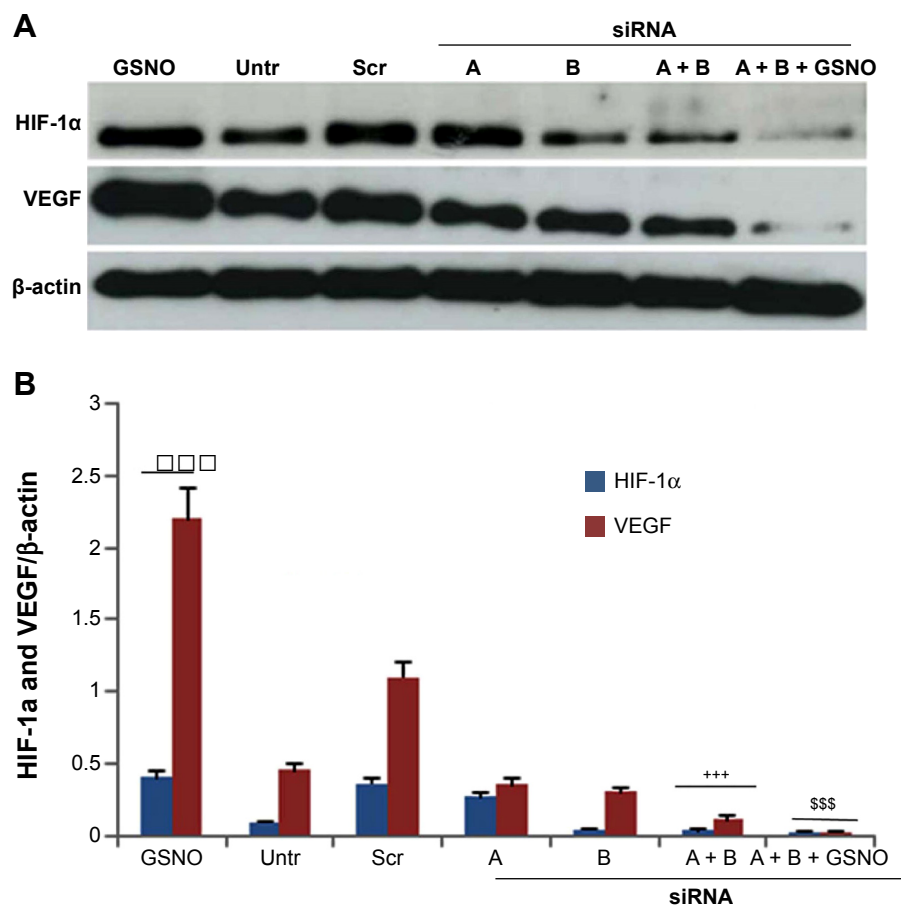 A
siRNA
GSNO Untr Scr A B A + B A + B + GSNO
HIF-1α
VEGF
β-actin
B
HIF-1a and VEGF/β-actin
3
2.5
2
1.5
1
0.5
0
□□□
HIF-1α
VEGF
+++
$$$
GSNO Untr Scr A B A + B A + B + GSNO
siRNA